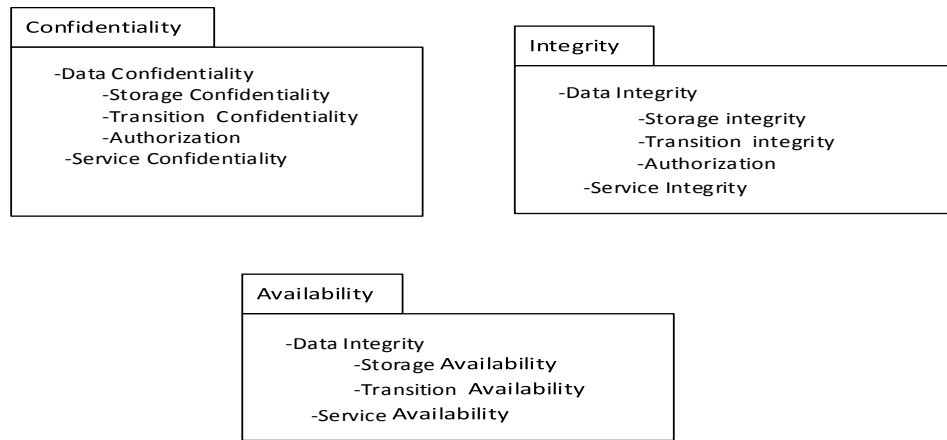 Confidentiality
-Data Confidentiality
-Storage Confidentiality
-Transition Confidentiality
-Authorization
-Service Confidentiality
Integrity
-Data Integrity
-Storage integrity
-Transition integrity
-Authorization
-Service Integrity
Availability
-Data Integrity
-Storage Availability
-Transition Availability
-Service Availability